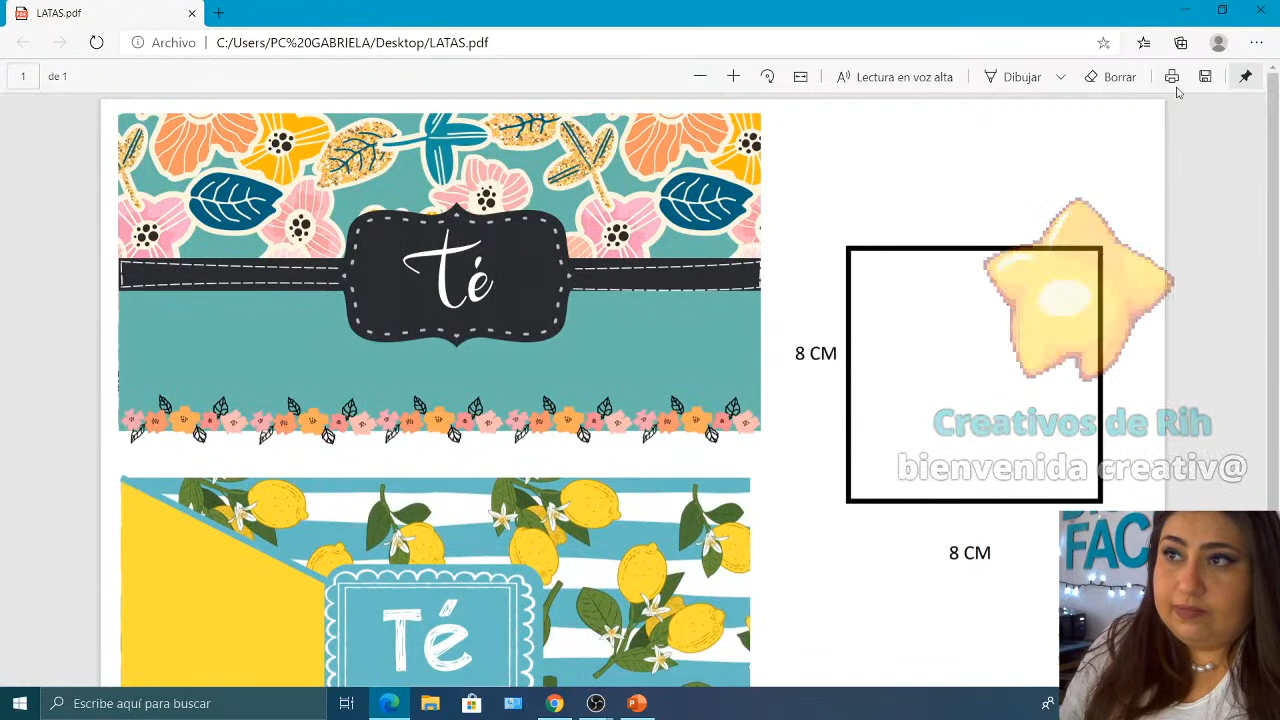 LATAS.pdf
Archivo
C:/Users/PC%20GABRIELA/Desktop/LATAS.pdf
1 de 1
Lectura en voz alta
Dibujar
Borrar
Té
8 CM
Creativos de Rih
bienvenida creativ@
8 CM
FAC
Té
Escribe aquí para buscar